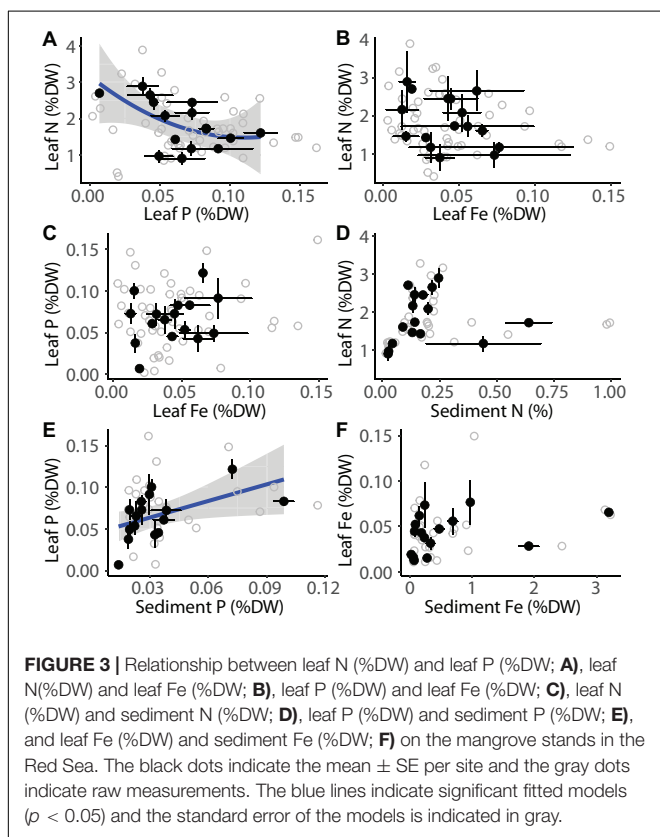 A
4
3
2
1
Leaf N (%DW)
0.00
0.05
0.10
0.15
Leaf P (%DW)
B
4
3
2
1
Leaf N (%DW)
0.00
0.05
0.10
0.15
Leaf Fe (%DW)
C
0.15
0.10
0.05
0.00
Leaf P (%DW)
0.00
0.05
0.10
0.15
Leaf Fe (%DW)
D
4
3
2
1
Leaf N (%DW)
0.00
0.25
0.50
0.75
1.00
Sediment N (%)
E
0.15
0.10
0.05
0.00
Leaf P (%DW)
0.03
0.06
0.09
0.12
Sediment P (%DW)
F
0.15
0.10
0.05
0.00
Leaf Fe (%DW)
0
1
2
3
Sediment Fe (%DW)
FIGURE 3 | Relationship between leaf N (%DW) and leaf P (%DW; A), leaf
N(%DW) and leaf Fe (%DW; B), leaf P (%DW) and leaf Fe (%DW; C), leaf N
(%DW) and sediment N (%DW; D), leaf P (%DW) and sediment P (%DW; E),
and leaf Fe (%DW) and sediment Fe (%DW; F) on the mangrove stands in the
Red Sea. The black dots indicate the mean ± SE per site and the gray dots
indicate raw measurements. The blue lines indicate significant fitted models
(p < 0.05) and the standard error of the models is indicated in gray.